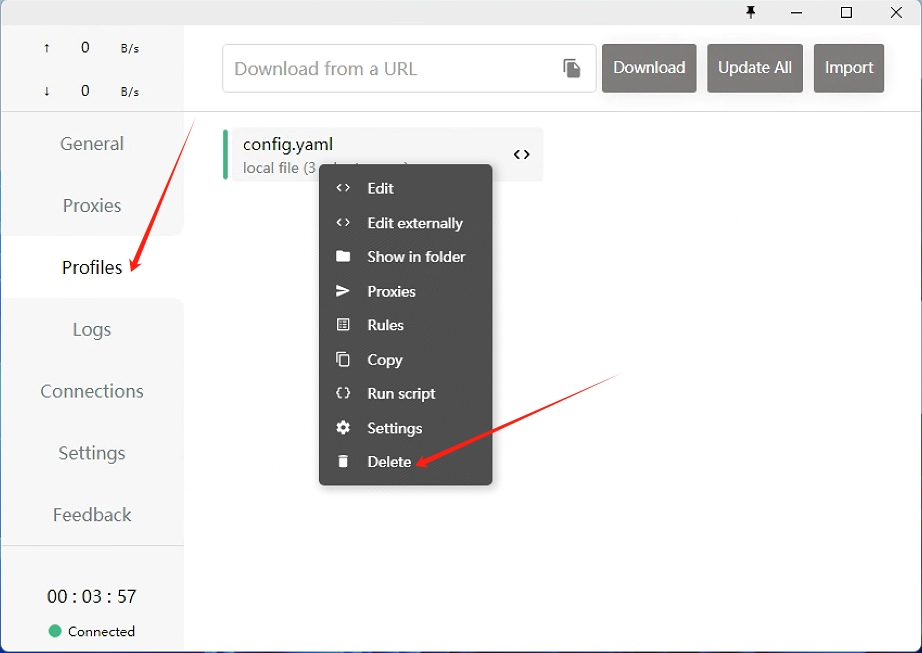 ↑ 0 B/s
↓ 0 B/s
General
Proxies
Profiles
Logs
Connections
Settings
Feedback
00 : 03 : 57
Connected
Download from a URL
Download
Update All
Import
config.yaml
local file (3
Edit
Edit externally
Show in folder
Proxies
Rules
Copy
Run script
Settings
Delete